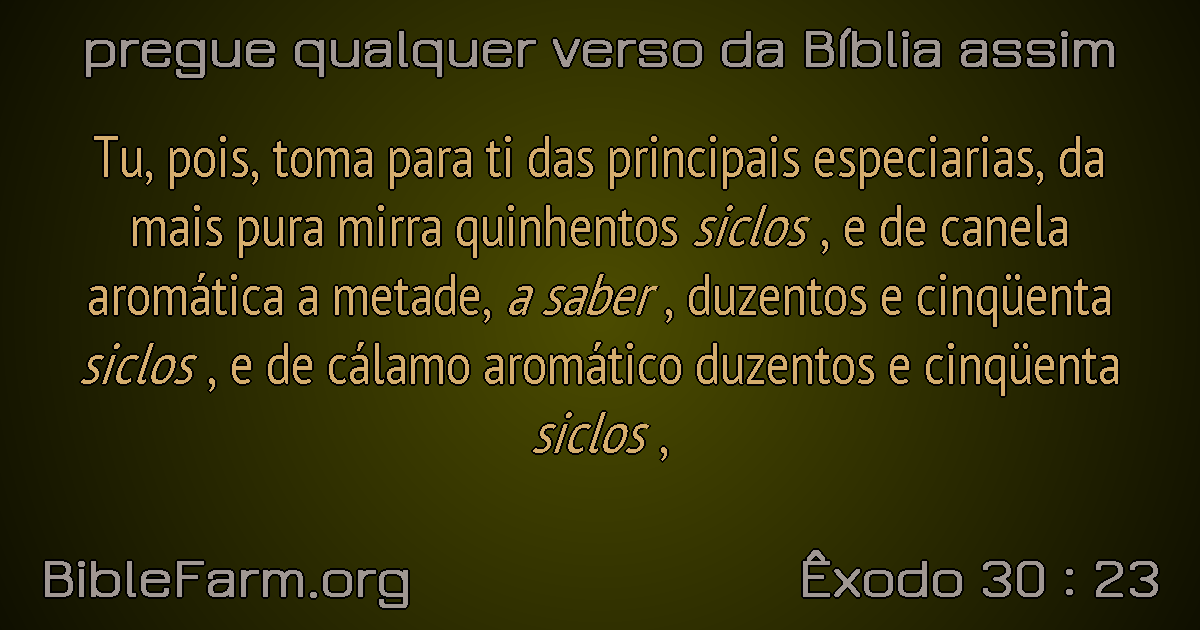 pregue qualquer verso da Bíblia assim
Tu, pois, toma para ti das principais especiarias, da
mais pura mirra quinhentos siclos , e de canela
aromática a metade, a saber , duzentos e cinqüenta
siclos , e de cálamo aromático duzentos e cinqüenta
siclos ,
BibleFarm.org
Êxodo 30 : 23